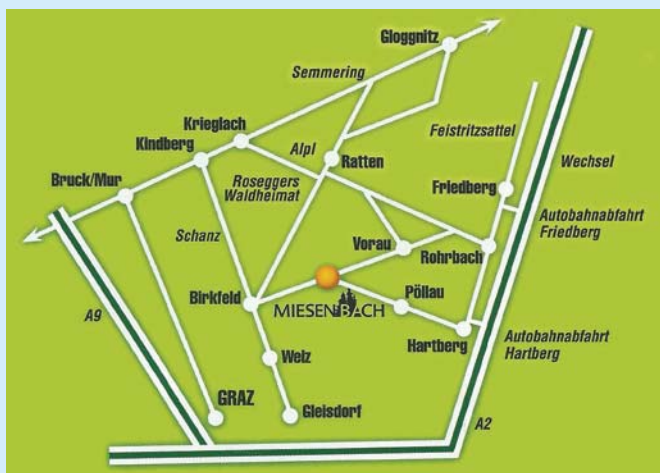 Gloggnitz
Semmering
Krieglach
Kindberg
Alpl
Ratten
Feistritzsattel
Bruck/Mur
Roseggers
Waldheimat
Friedberg
Wechsel
Schanz
Vorau
Rohrbach
Autobahnabfahrt
Friedberg
Birkfeld
MIESENBACH
Pöllau
A9
Hartberg
Autobahnabfahrt
Hartberg
Weiz
GRAZ
Gleisdorf
A2